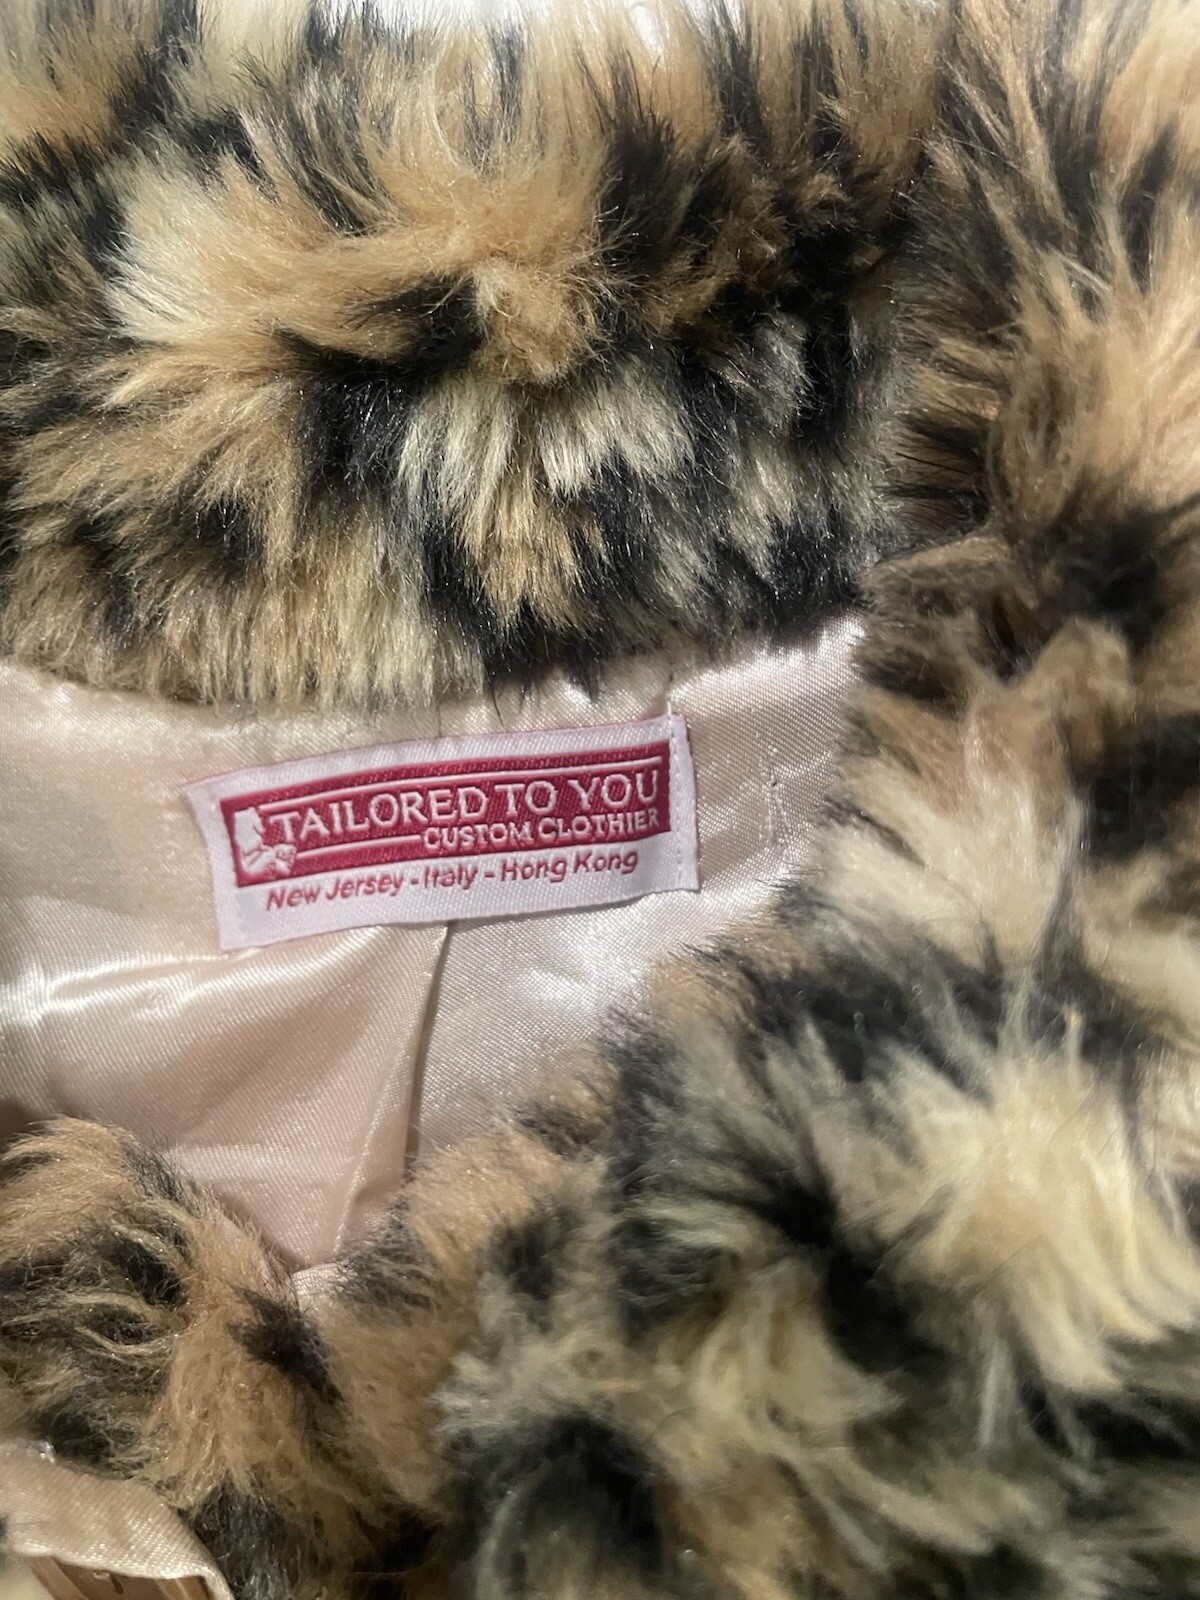 TAILORED TO YOU
CUSTOM CLOTHIER
New Jersey - Italy - Hong Kong